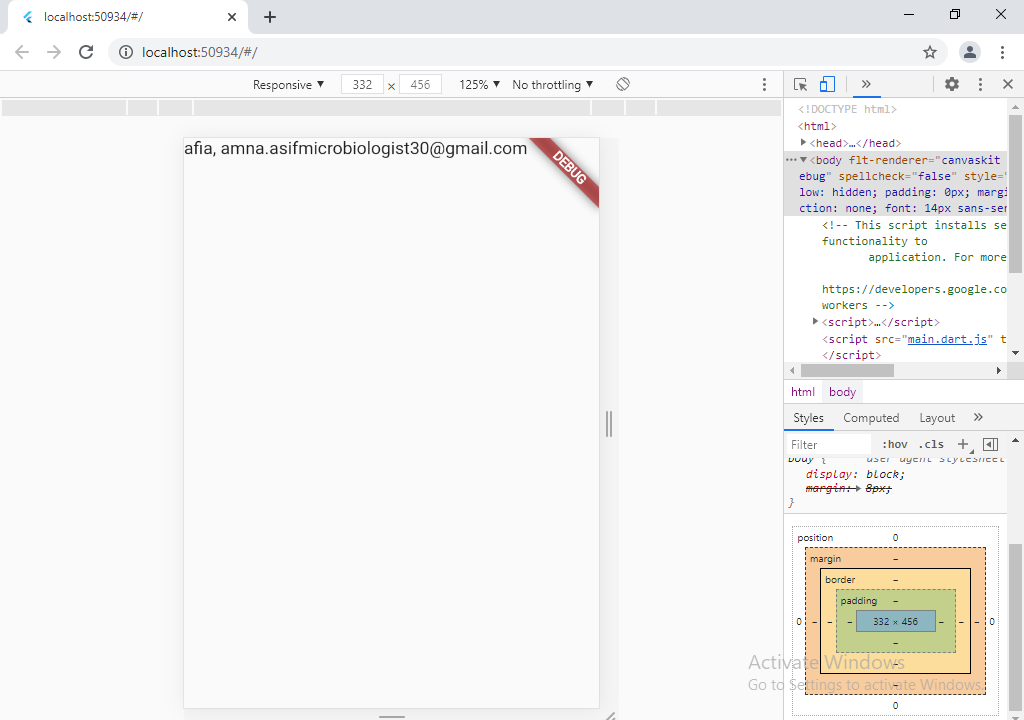 localhost:50934/#/
localhost:50934/#/
Responsive ▼ 332 × 456 125% ▼ No throttling ▼
afia, amna.asifmicrobiologist30@gmail.com
DEBUG
<!DOCTYPE html>
<html>
<head>…</head>
<body flt-renderer="canvaskit
ebug" spellcheck="false" style="
low: hidden; padding: 0px; margi
ction: none; font: 14px sans-ser
<!-- This script installs se
functionality to
application. For more
https://developers.google.co
workers -->
<script>…</script>
<script src="main.dart.js" t
</script>
html body
Styles Computed Layout »
Filter :hov .cls +
body { user agent stylesheet
display: block;
margin: 8px;
}
position 0
margin –
border –
padding –
0 – – – 332 × 456 – – – 0
–
–
–
0
Activate Windows
Go to Settings to activate Windows.